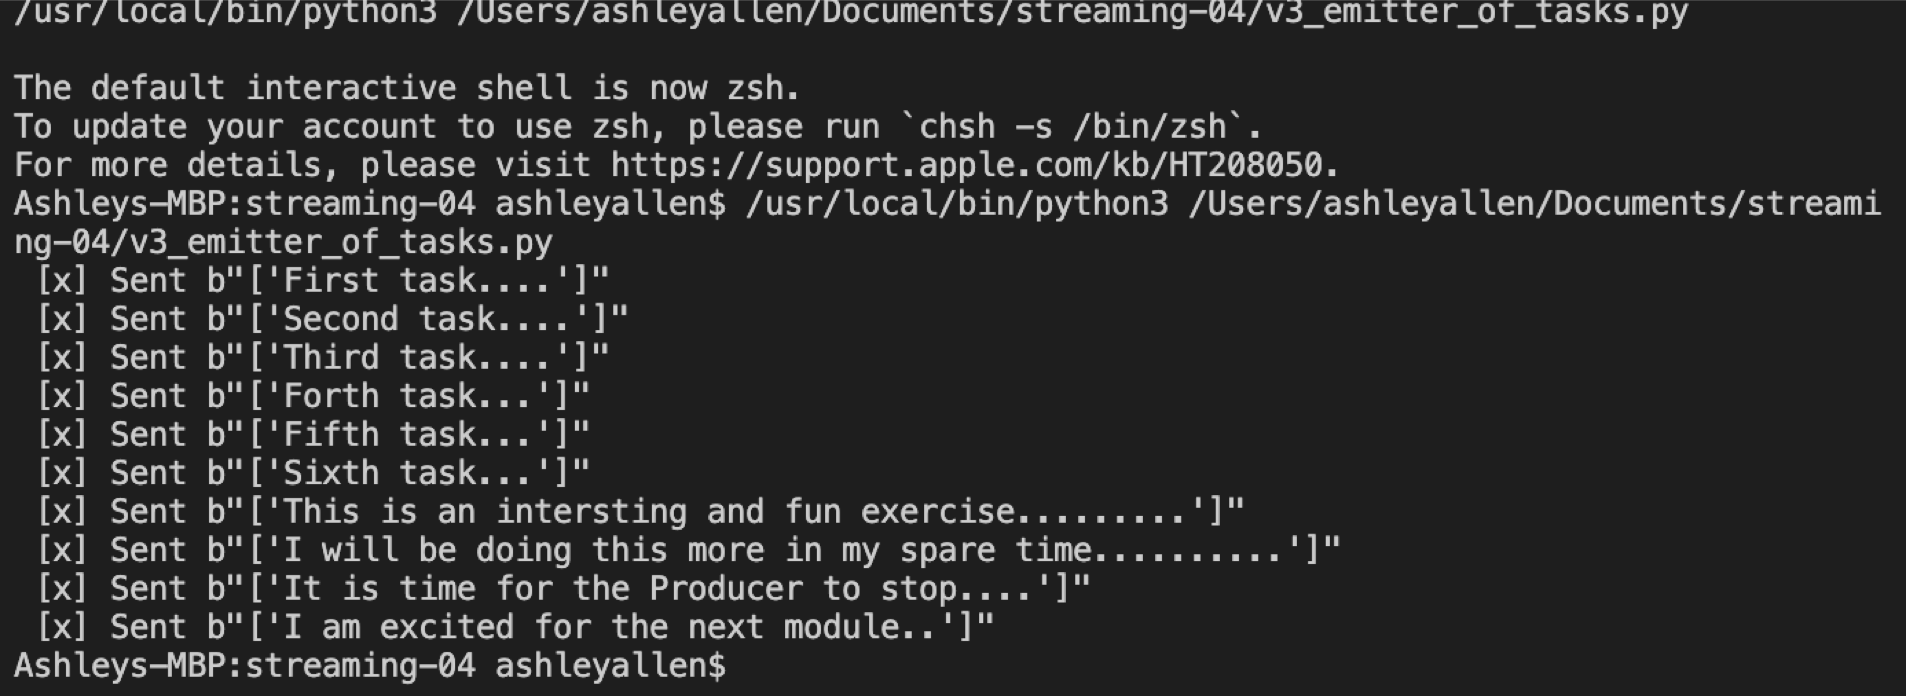 /usr/local/bin/python3 /Users/ashleyallen/Documents/streaming-04/v3_emitter_of_tasks.py
The default interactive shell is now zsh.
To update your account to use zsh, please run `chsh -s /bin/zsh`.
For more details, please visit https://support.apple.com/kb/HT208050.
Ashleys-MBP:streaming-04 ashleyallen$ /usr/local/bin/python3 /Users/ashleyallen/Documents/streami
ng-04/v3_emitter_of_tasks.py
[x] Sent b"['First task....']"
[x] Sent b"['Second task....']"
[x] Sent b"['Third task....']"
[x] Sent b"['Forth task...']"
[x] Sent b"['Fifth task...']"
[x] Sent b"['Sixth task...']"
[x] Sent b"['This is an intersting and fun exercise.........']"
[x] Sent b"['I will be doing this more in my spare time..........']"
[x] Sent b"['It is time for the Producer to stop....']"
[x] Sent b"['I am excited for the next module..']"
Ashleys-MBP:streaming-04 ashleyallen$